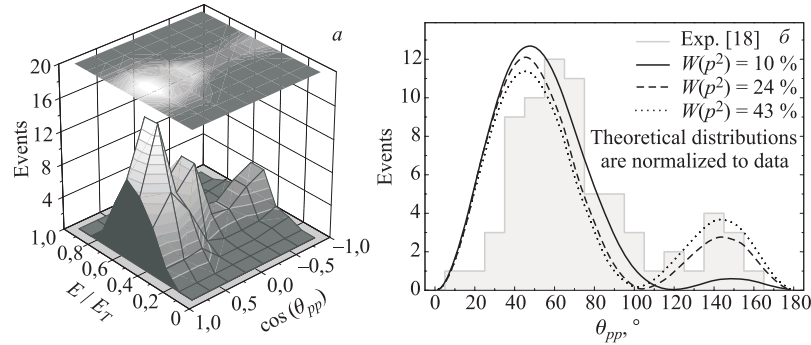 a
Events
20
16
12
8
4
1,0
0,8
0,6
0,4
0,2
0
E / E_T
1,0
0,5
0,0
–0,5
–1,0
cos (θ_pp)
Exp. [18] б
W(p²) = 10 %
W(p²) = 24 %
W(p²) = 43 %
Theoretical distributions
are normalized to data
Events
12
10
8
6
4
2
0
0 20 40 60 80 100 120 140 160 180
θ_pp, °